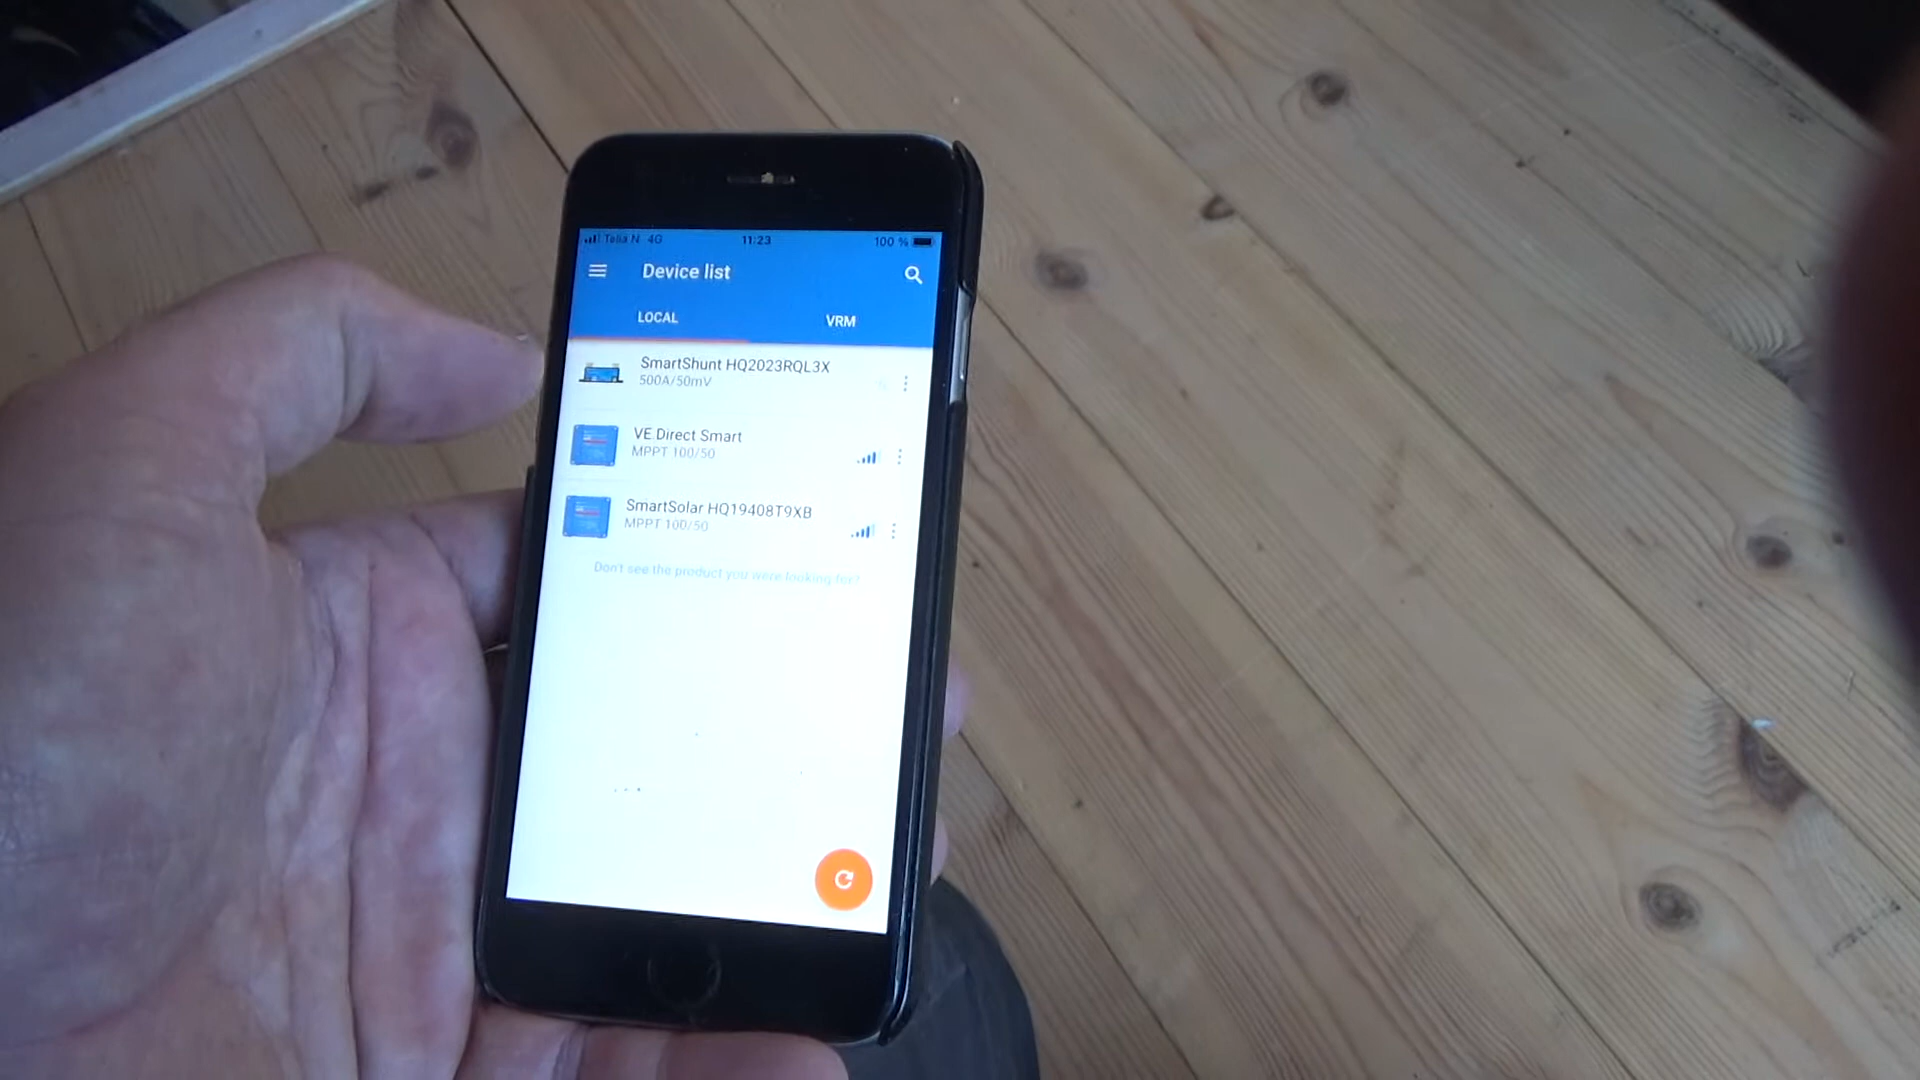 Telia N 4G 11:23 100 %
Device list
LOCAL VRM
SmartShunt HQ2023RQL3X
500A/50mV
VE.Direct Smart
MPPT 100/50
SmartSolar HQ19408T9XB
MPPT 100/50
Don't see the product you were looking for?